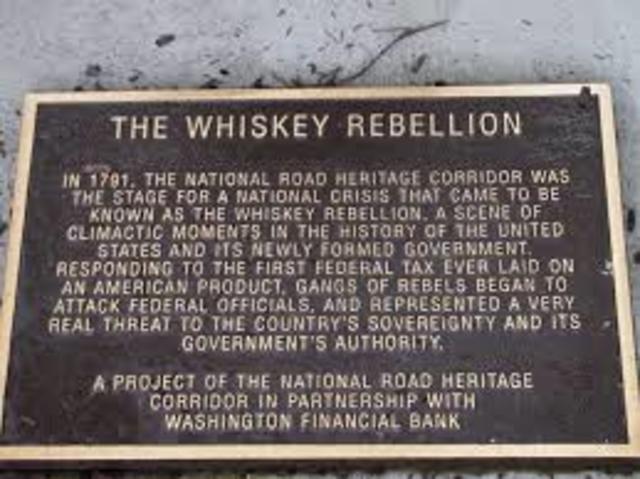 THE WHISKEY REBELLION
IN 1791, THE NATIONAL ROAD HERITAGE CORRIDOR WAS
THE STAGE FOR A NATIONAL CRISIS THAT CAME TO BE
KNOWN AS THE WHISKEY REBELLION, A SCENE OF
CLIMACTIC MOMENTS IN THE HISTORY OF THE UNITED
STATES AND ITS NEWLY FORMED GOVERNMENT.
RESPONDING TO THE FIRST FEDERAL TAX EVER LAID ON
AN AMERICAN PRODUCT, GANGS OF REBELS BEGAN TO
ATTACK FEDERAL OFFICIALS, AND REPRESENTED A VERY
REAL THREAT TO THE COUNTRY'S SOVEREIGNTY AND ITS
GOVERNMENT'S AUTHORITY.
A PROJECT OF THE NATIONAL ROAD HERITAGE
CORRIDOR IN PARTNERSHIP WITH
WASHINGTON FINANCIAL BANK